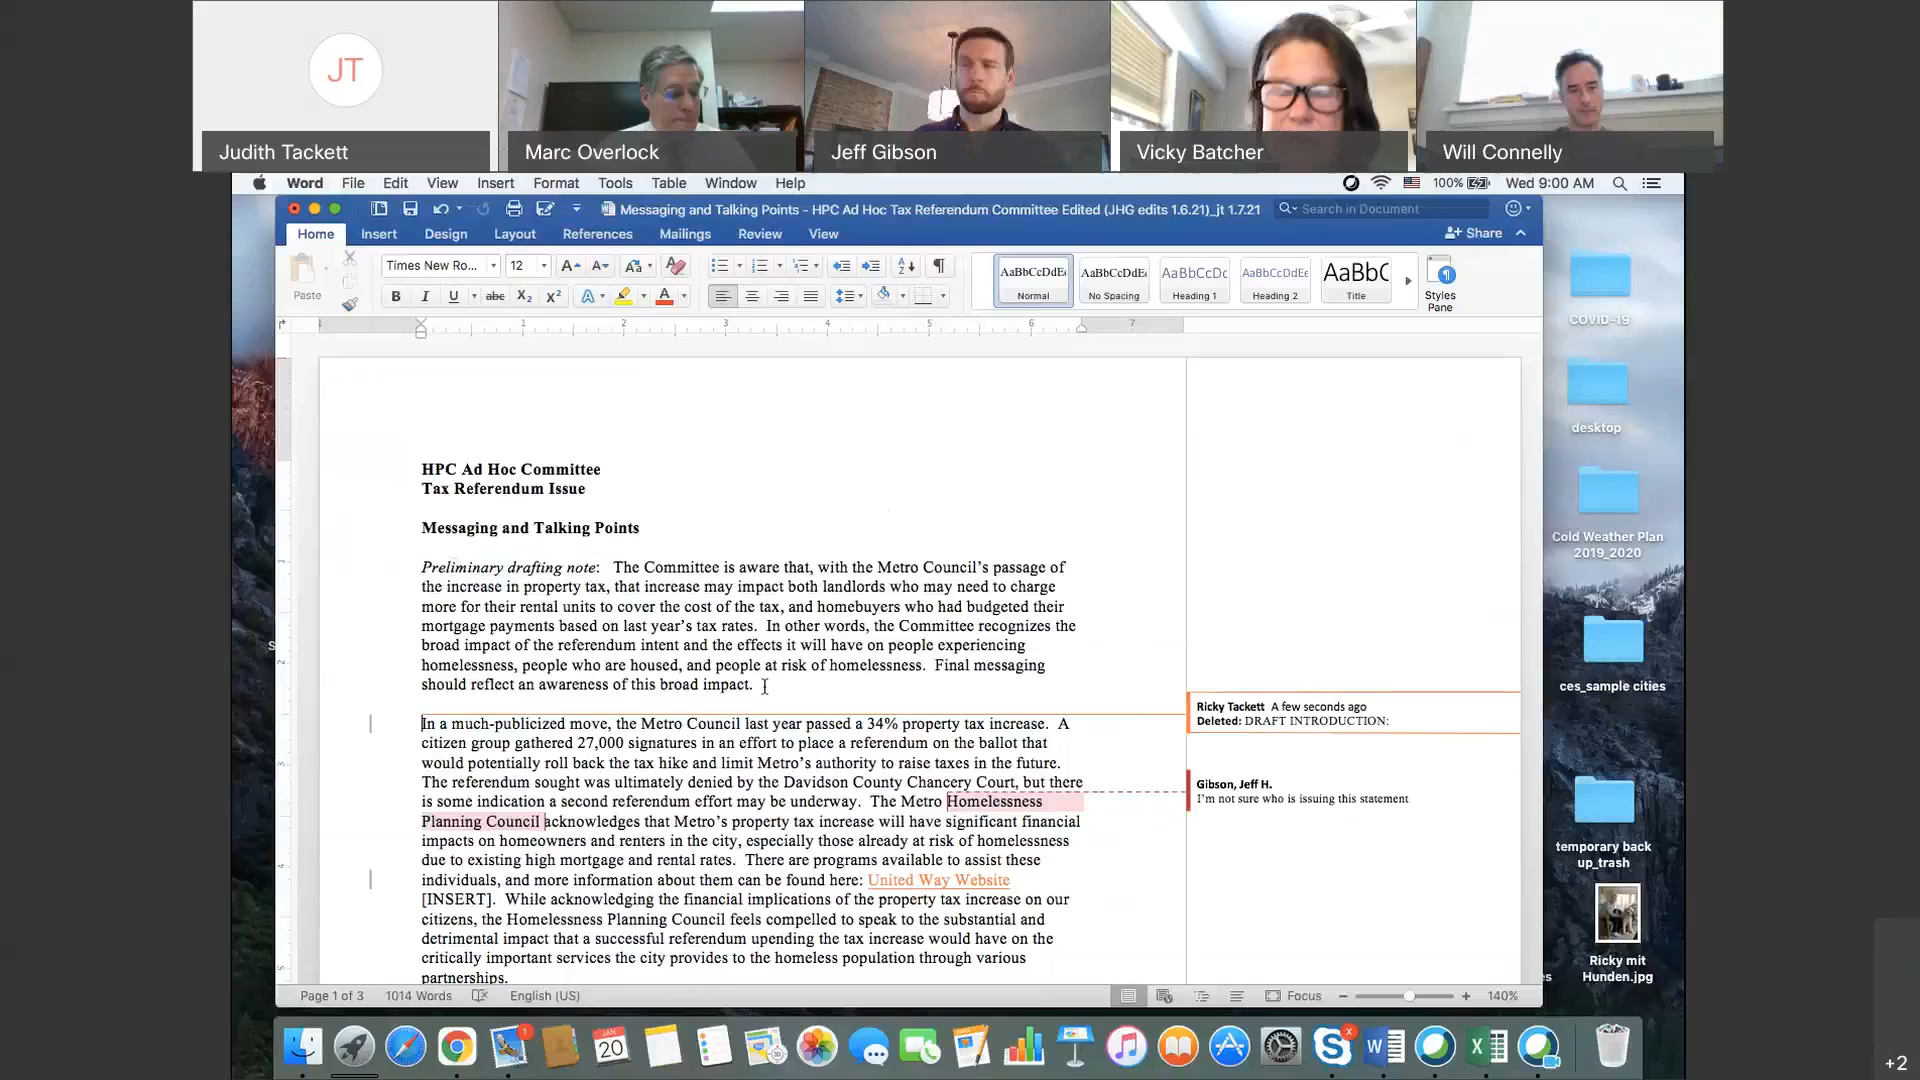 JT
Judith Tackett
Marc Overlock
Jeff Gibson
Vicky Batcher
Will Connelly
Word File Edit View Insert Format Tools Table Window Help
100% Wed 9:00 AM
Messaging and Talking Points - HPC Ad Hoc Tax Referendum Committee Edited (JHG edits 1.6.21)_jt 1.7.21
Search in Document
Home Insert Design Layout References Mailings Review View
Share
Paste
Times New Ro... 12
AaBbCcDdEe AaBbCcDdEe AaBbCcDc AaBbCcDdEe AaBbC
Normal No Spacing Heading 1 Heading 2 Title
Styles
Pane
1 1 2 3 4 5 6 7
HPC Ad Hoc Committee
Tax Referendum Issue
Messaging and Talking Points
Preliminary drafting note: The Committee is aware that, with the Metro Council’s passage of
the increase in property tax, that increase may impact both landlords who may need to charge
more for their rental units to cover the cost of the tax, and homebuyers who had budgeted their
mortgage payments based on last year’s tax rates. In other words, the Committee recognizes the
broad impact of the referendum intent and the effects it will have on people experiencing
homelessness, people who are housed, and people at risk of homelessness. Final messaging
should reflect an awareness of this broad impact.
In a much-publicized move, the Metro Council last year passed a 34% property tax increase. A
citizen group gathered 27,000 signatures in an effort to place a referendum on the ballot that
would potentially roll back the tax hike and limit Metro’s authority to raise taxes in the future.
The referendum sought was ultimately denied by the Davidson County Chancery Court, but there
is some indication a second referendum effort may be underway. The Metro Homelessness
Planning Council acknowledges that Metro’s property tax increase will have significant financial
impacts on homeowners and renters in the city, especially those already at risk of homelessness
due to existing high mortgage and rental rates. There are programs available to assist these
individuals, and more information about them can be found here: United Way Website
[INSERT]. While acknowledging the financial implications of the property tax increase on our
citizens, the Homelessness Planning Council feels compelled to speak to the substantial and
detrimental impact that a successful referendum upending the tax increase would have on the
critically important services the city provides to the homeless population through various
partnerships.
Ricky Tackett A few seconds ago
Deleted: DRAFT INTRODUCTION:
Gibson, Jeff H.
I’m not sure who is issuing this statement
COVID-19
desktop
Cold Weather Plan
2019_2020
ces_sample cities
temporary back
up_trash
Ricky mit
Hunden.jpg
Page 1 of 3 1014 Words English (US)
Focus 140%
JAN
20
+2